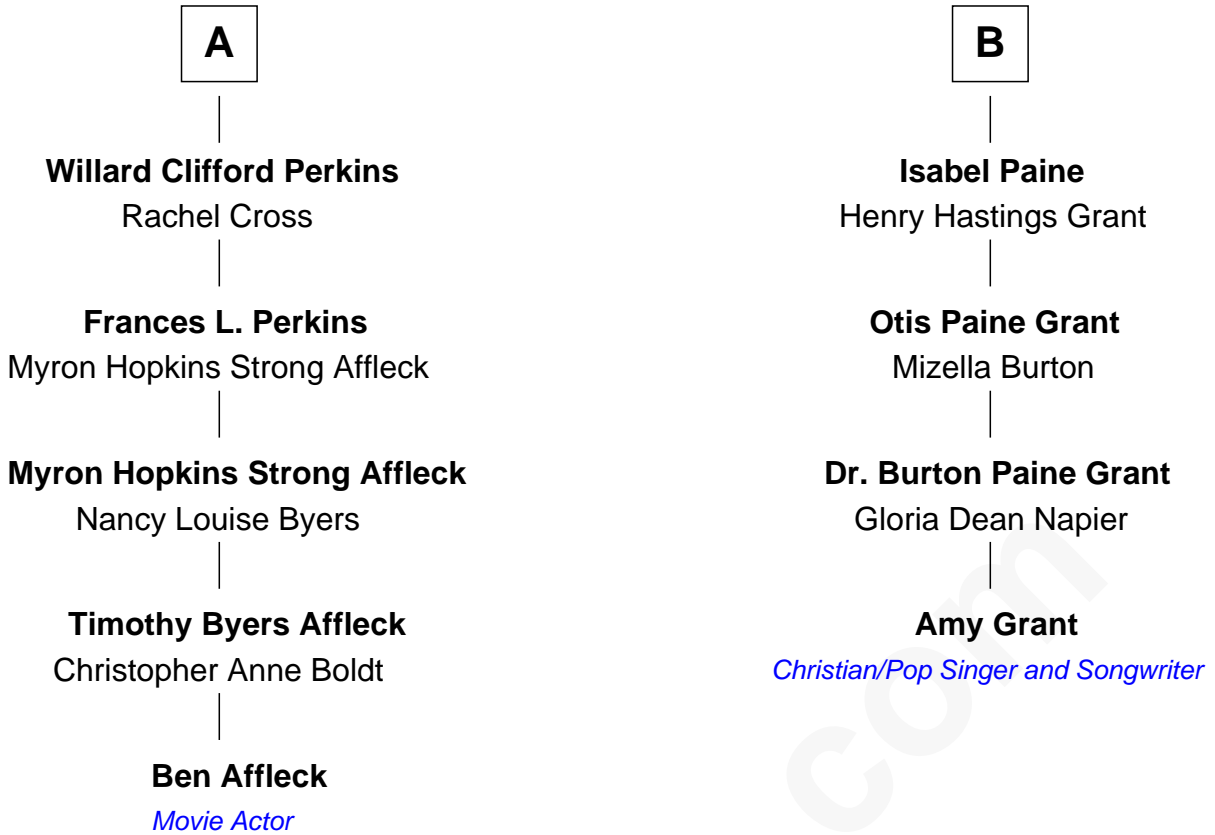 A
B
Willard Clifford Perkins
Rachel Cross
Isabel Paine
Henry Hastings Grant
Frances L. Perkins
Myron Hopkins Strong Affleck
Otis Paine Grant
Mizella Burton
Myron Hopkins Strong Affleck
Nancy Louise Byers
Dr. Burton Paine Grant
Gloria Dean Napier
Timothy Byers Affleck
Christopher Anne Boldt
Amy Grant
Christian/Pop Singer and Songwriter
Ben Affleck
Movie Actor
com